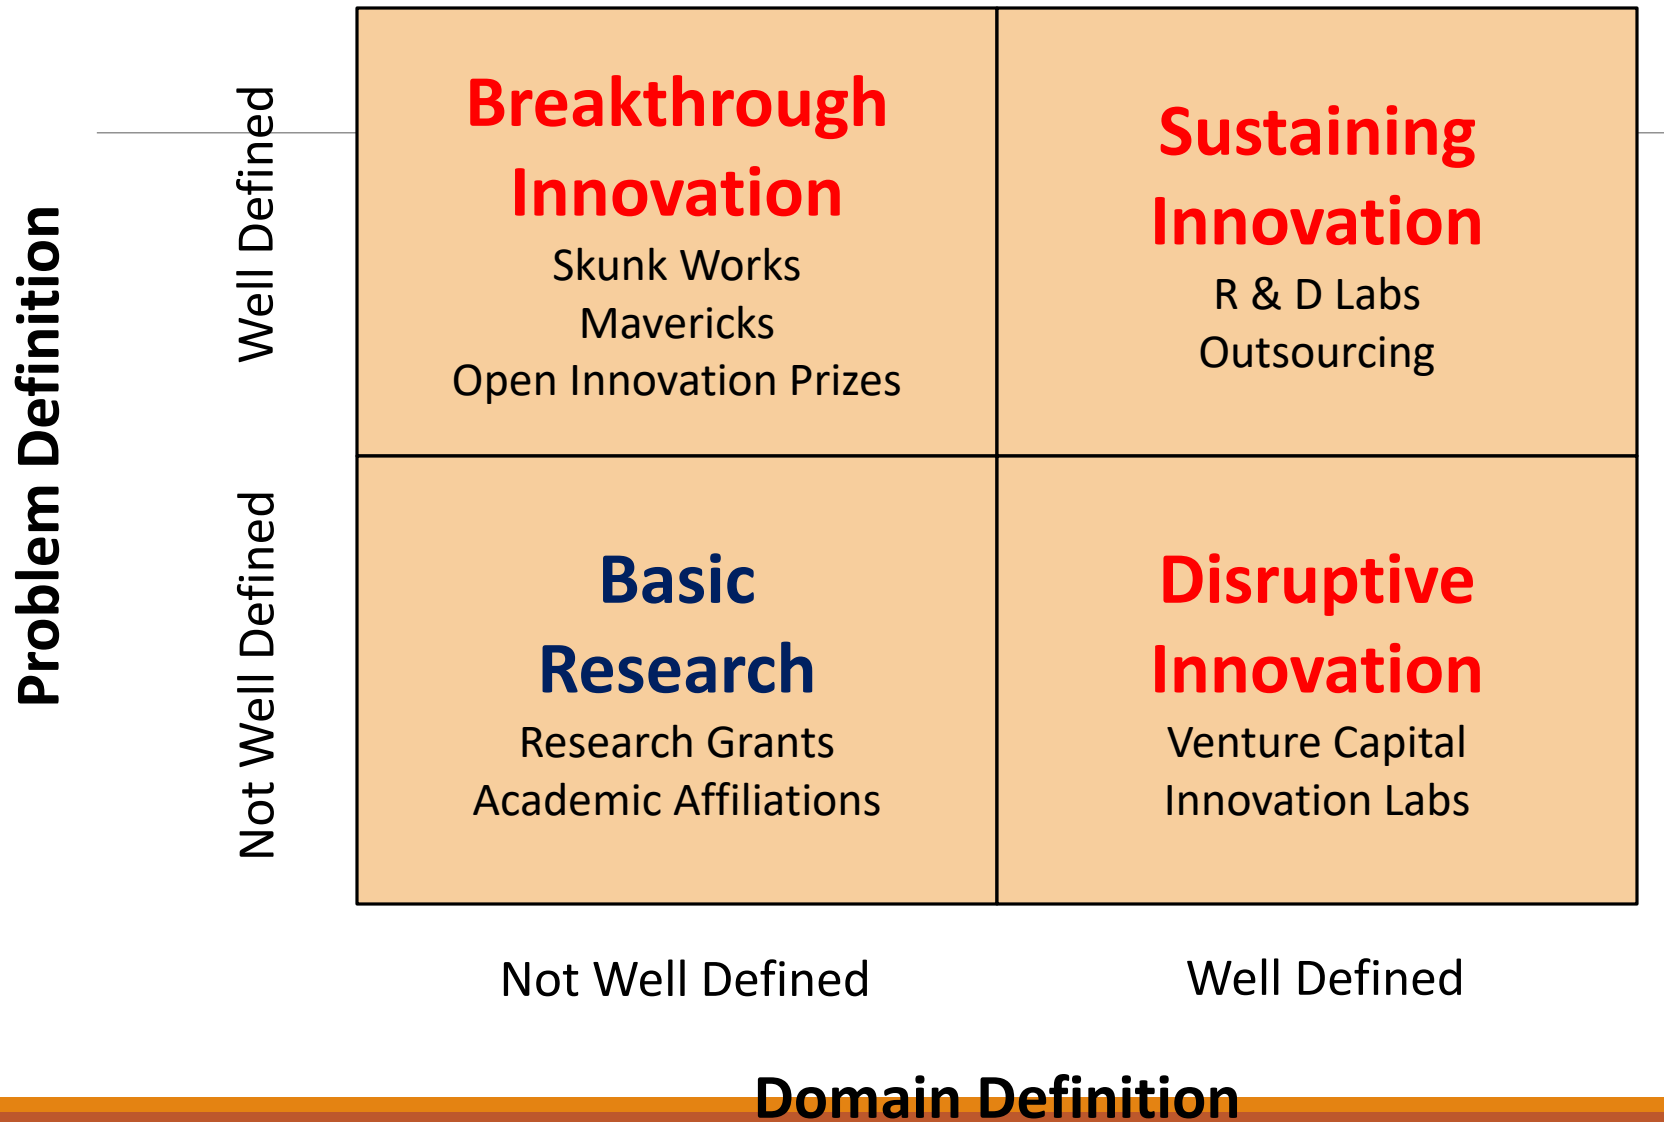 Problem Definition
Well Defined
Not Well Defined
Breakthrough
Innovation
Skunk Works
Mavericks
Open Innovation Prizes
Sustaining
Innovation
R & D Labs
Outsourcing
Basic
Research
Research Grants
Academic Affiliations
Disruptive
Innovation
Venture Capital
Innovation Labs
Not Well Defined
Well Defined
Domain Definition